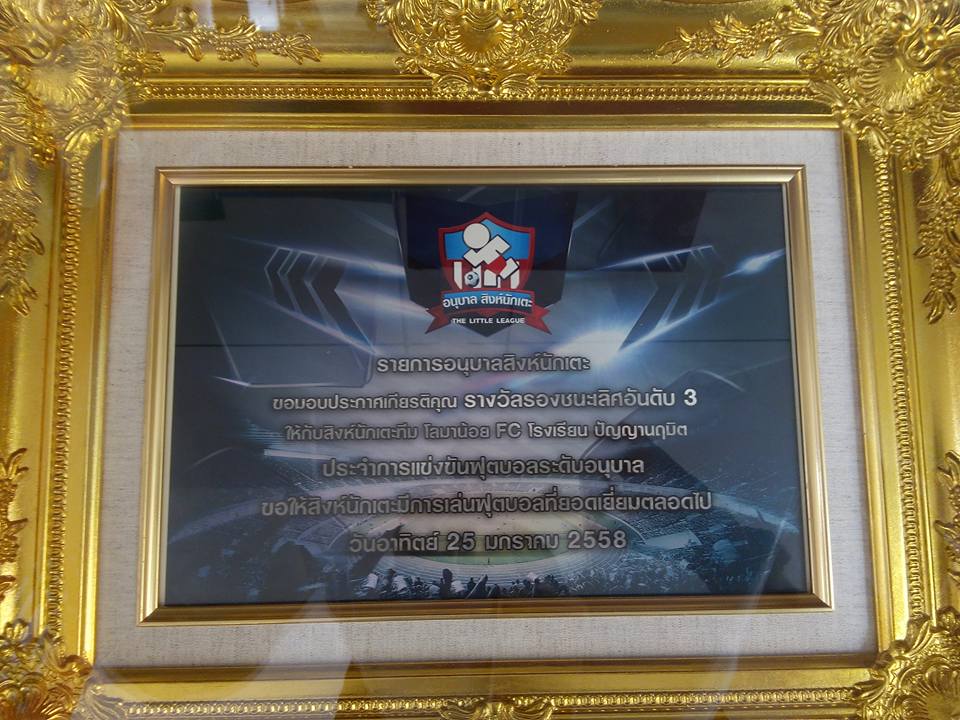 อนุบาล สิงห์นักเตะ
THE LITTLE LEAGUE
รายการอนุบาลสิงห์นักเตะ
ขอมอบประกาศเกียรติคุณ รางวัลรองชนะเลิศอันดับ 3
ให้กับสิงห์นักเตะทีม โลมาน้อย FC โรงเรียน ปัญญานฤมิต
ประจำการแข่งขันฟุตบอลระดับอนุบาล
ขอให้สิงห์นักเตะมีการเล่นฟุตบอลที่ยอดเยี่ยมตลอดไป
วันอาทิตย์ 25 มกราคม 2558